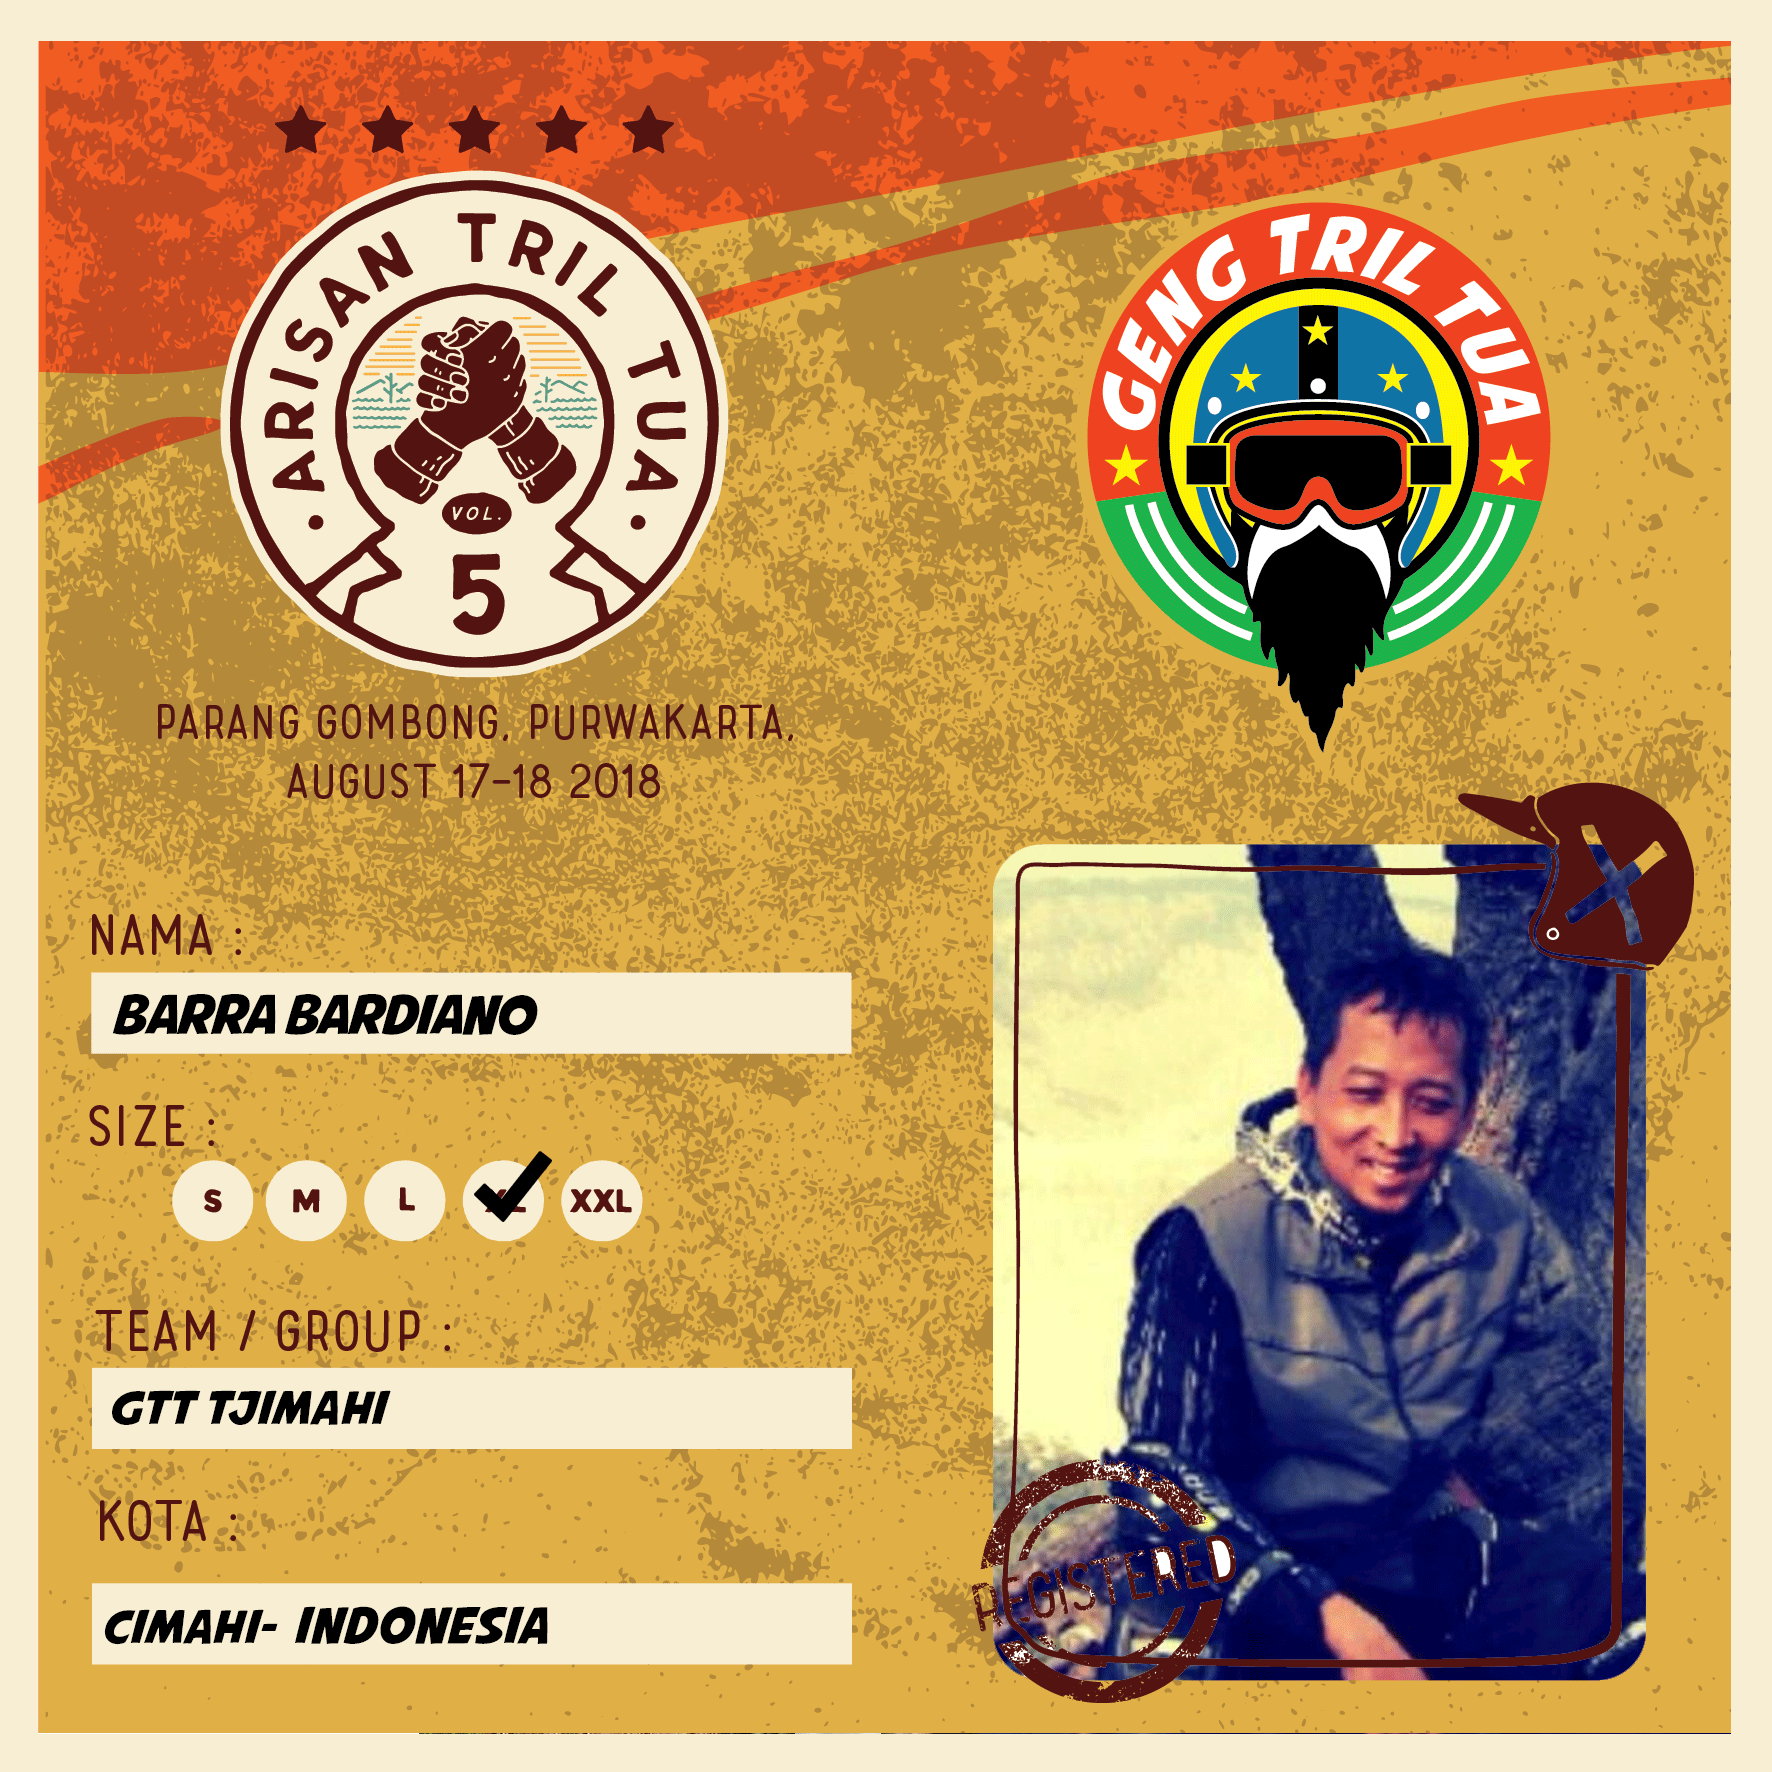 ARISAN TRIL TUA
VOL.
5
GENG TRIL TUA
PARANG GOMBONG, PURWAKARTA,
AUGUST 17-18 2018
NAMA :
BARRA BARDIANO
SIZE :
S M L XL XXL
TEAM / GROUP :
GTT TJIMAHI
KOTA :
CIMAHI- INDONESIA
REGISTERED